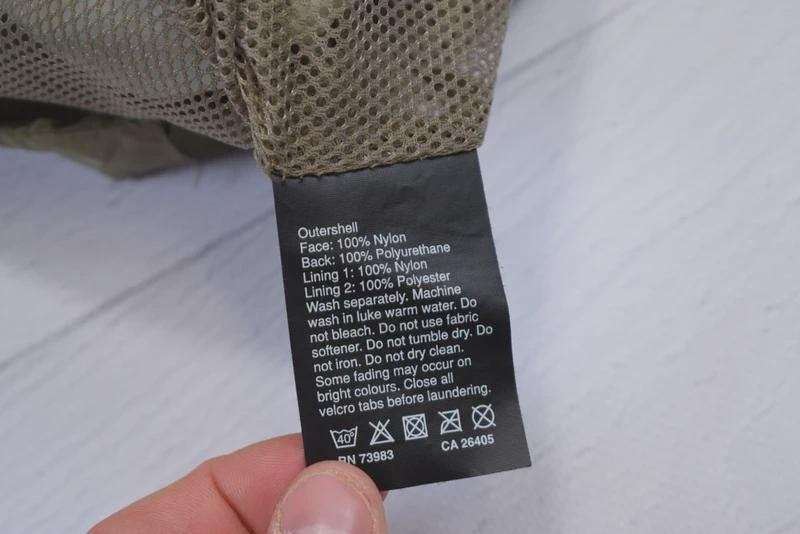 Outershell
Face: 100% Nylon
Back: 100% Polyurethane
Lining 1: 100% Nylon
Lining 2: 100% Polyester
Wash separately. Machine
wash in luke warm water. Do
not bleach. Do not use fabric
softener. Do not tumble dry. Do
not iron. Do not dry clean.
Some fading may occur on
bright colours. Close all
velcro tabs before laundering.
40°
RN 73983 CA 26405